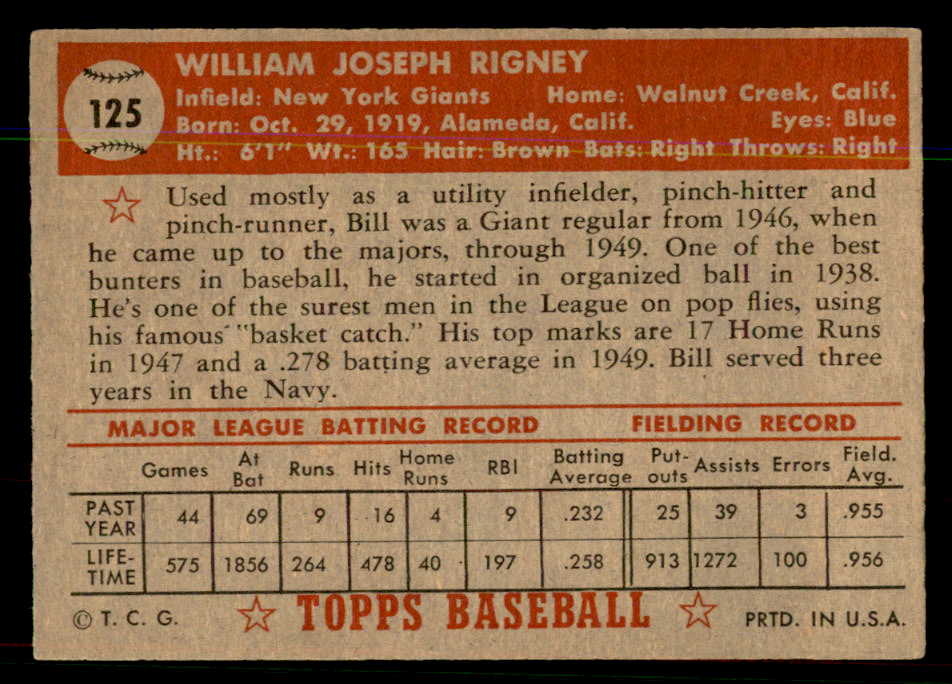 WILLIAM JOSEPH RIGNEY
125
Infield: New York Giants Home: Walnut Creek, Calif.
Born: Oct. 29, 1919, Alameda, Calif. Eyes: Blue
Ht.: 6'1" Wt.: 165 Hair: Brown Bats: Right Throws: Right
Used mostly as a utility infielder, pinch-hitter and
pinch-runner, Bill was a Giant regular from 1946, when
he came up to the majors, through 1949. One of the best
bunters in baseball, he started in organized ball in 1938.
He's one of the surest men in the League on pop flies, using
his famous "basket catch." His top marks are 17 Home Runs
in 1947 and a .278 batting average in 1949. Bill served three
years in the Navy.
MAJOR LEAGUE BATTING RECORD FIELDING RECORD
Games At Bat Runs Hits Home Runs RBI Batting Average Put-outs Assists Errors Field. Avg.
PAST YEAR 44 69 9 16 4 9 .232 25 39 3 .955
LIFE-TIME 575 1856 264 478 40 197 .258 913 1272 100 .956
© T. C. G. TOPPS BASEBALL PRTD. IN U.S.A.